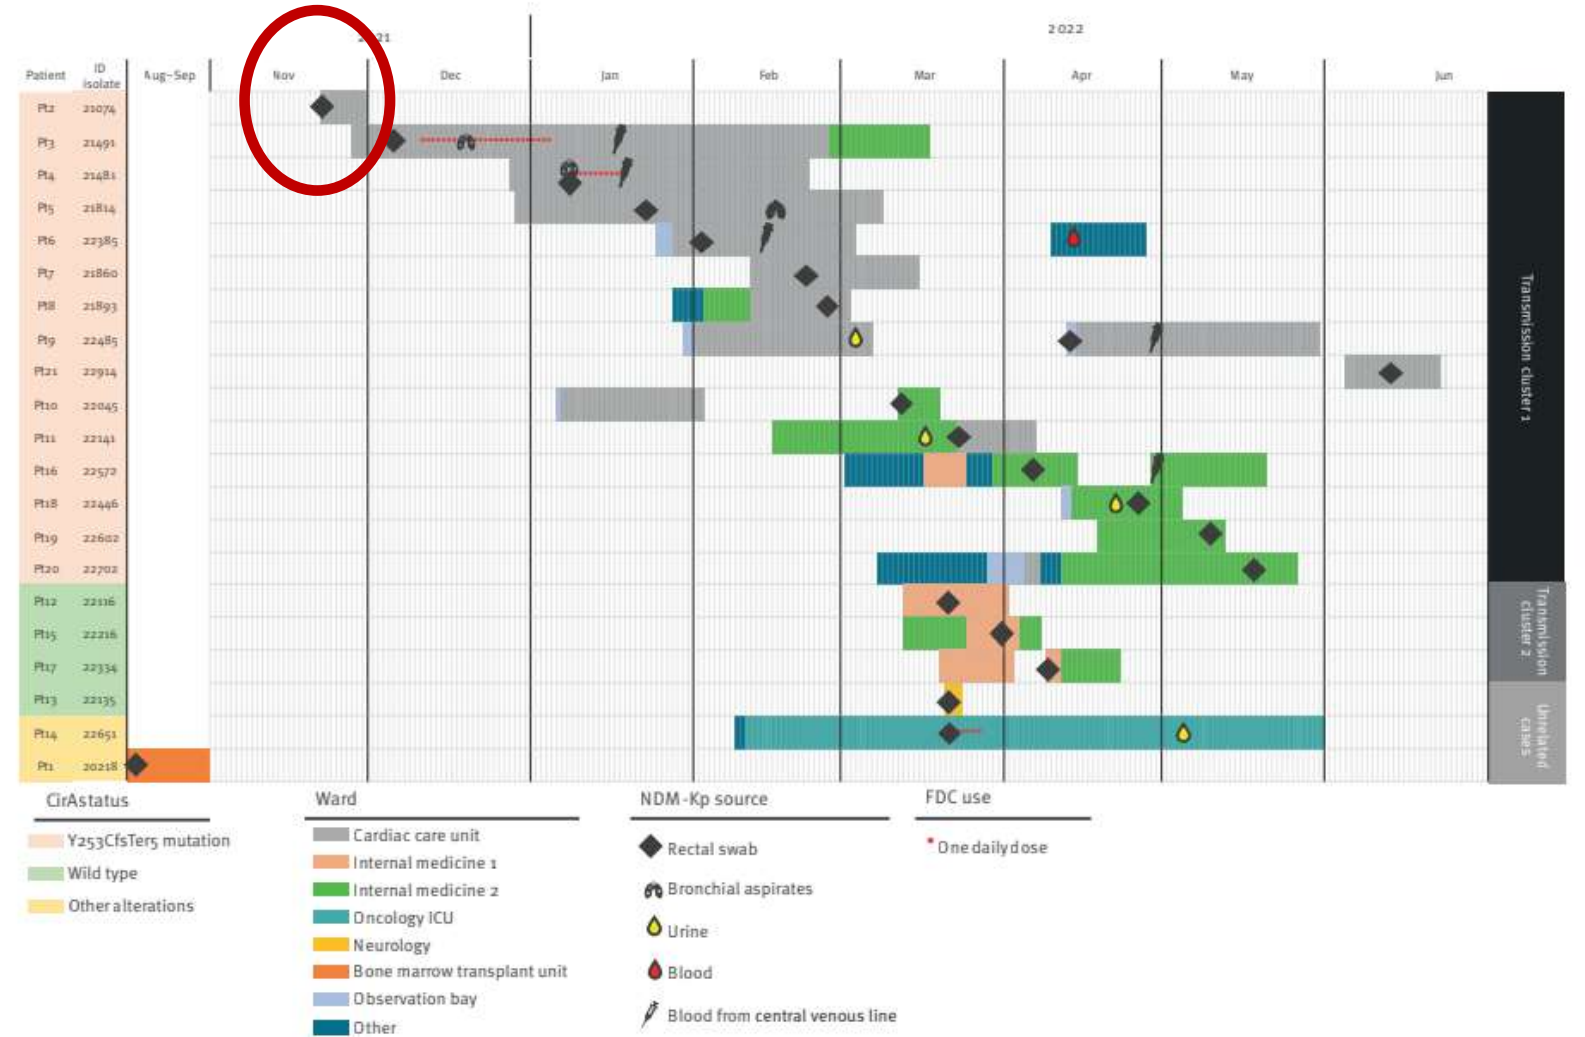 2021 2022
Patient ID isolate Aug–Sep Nov Dec Jan Feb Mar Apr May Jun
Pt2 21074
Pt3 21491
Pt4 21481
Pt5 21814
Pt6 22385
Pt7 21860
Pt8 21893
Pt9 22485
Pt21 22914
Pt10 22045
Pt11 22141
Pt16 22572
Pt18 22446
Pt19 22602
Pt20 22702
Pt12 22116
Pt15 22216
Pt17 22334
Pt13 22135
Pt14 22651
Pt1 20218
Transmission cluster 1
Transmission
cluster 2
Unrelated
cases
CirA status
Y253CfsTer5 mutation
Wild type
Other alterations
Ward
Cardiac care unit
Internal medicine 1
Internal medicine 2
Oncology ICU
Neurology
Bone marrow transplant unit
Observation bay
Other
NDM-Kp source
Rectal swab
Bronchial aspirates
Urine
Blood
Blood from central venous line
FDC use
* One daily dose